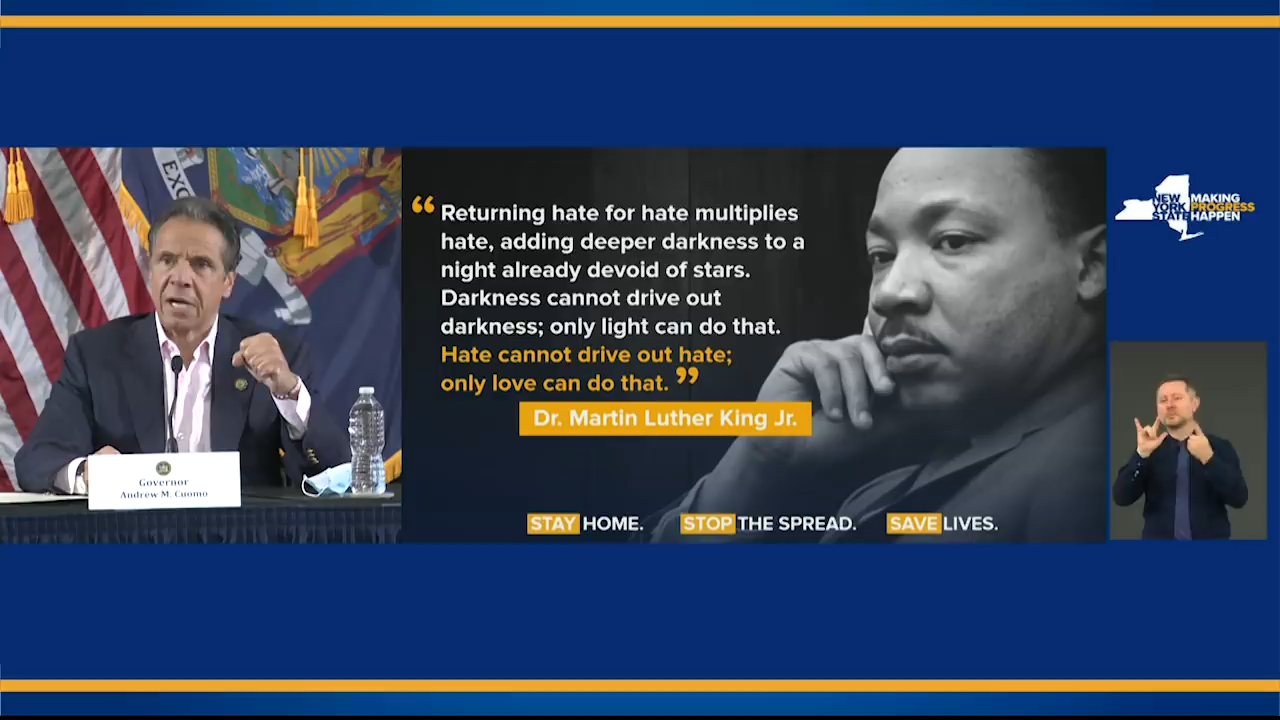 EXC
“ Returning hate for hate multiplies
hate, adding deeper darkness to a
night already devoid of stars.
Darkness cannot drive out
darkness; only light can do that.
Hate cannot drive out hate;
only love can do that. ”
Dr. Martin Luther King Jr.
STAY HOME. STOP THE SPREAD. SAVE LIVES.
Governor
Andrew M. Cuomo
NEW
YORK
STATE
MAKING
PROGRESS
HAPPEN